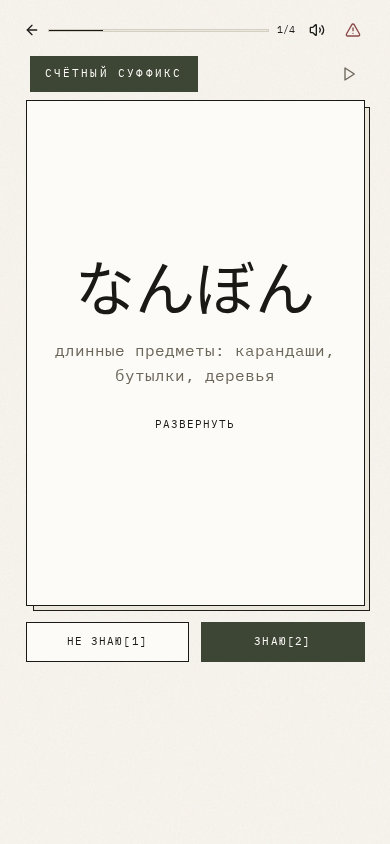 1/4
СЧЁТНЫЙ СУФФИКС
なんぼん
длинные предметы: карандаши,
бутылки, деревья
РАЗВЕРНУТЬ
НЕ ЗНАЮ[1]
ЗНАЮ[2]